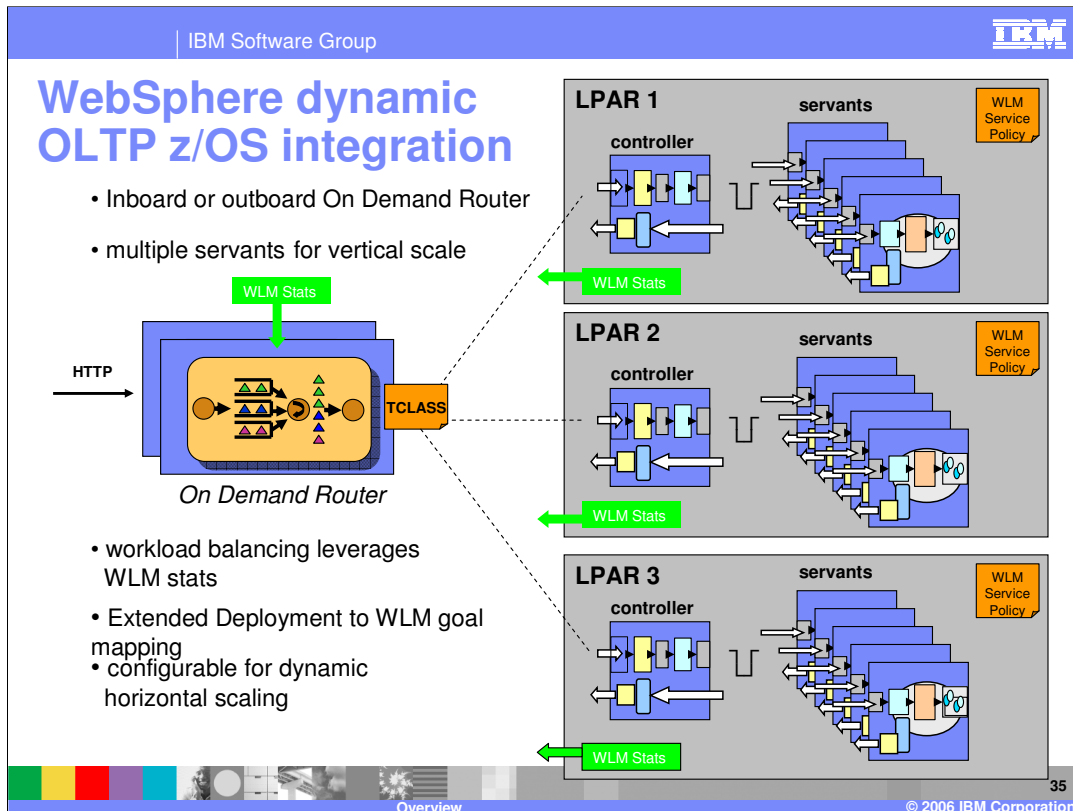 IBM Software Group
IBM
WebSphere dynamic
OLTP z/OS integration
• Inboard or outboard On Demand Router
• multiple servants for vertical scale
WLM Stats
HTTP
TCLASS
On Demand Router
• workload balancing leverages
WLM stats
• Extended Deployment to WLM goal
mapping
• configurable for dynamic
horizontal scaling
LPAR 1
servants
WLM
Service
Policy
controller
WLM Stats
LPAR 2
servants
WLM
Service
Policy
controller
WLM Stats
LPAR 3
servants
WLM
Service
Policy
controller
WLM Stats
35
Overview
© 2006 IBM Corporation